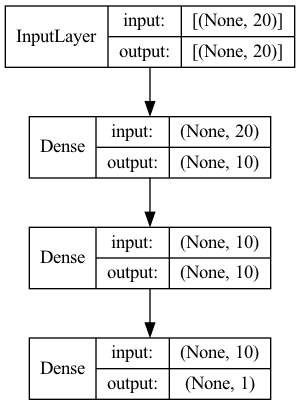 InputLayer
input: [(None, 20)]
output: [(None, 20)]
Dense
input: (None, 20)
output: (None, 10)
Dense
input: (None, 10)
output: (None, 10)
Dense
input: (None, 10)
output: (None, 1)